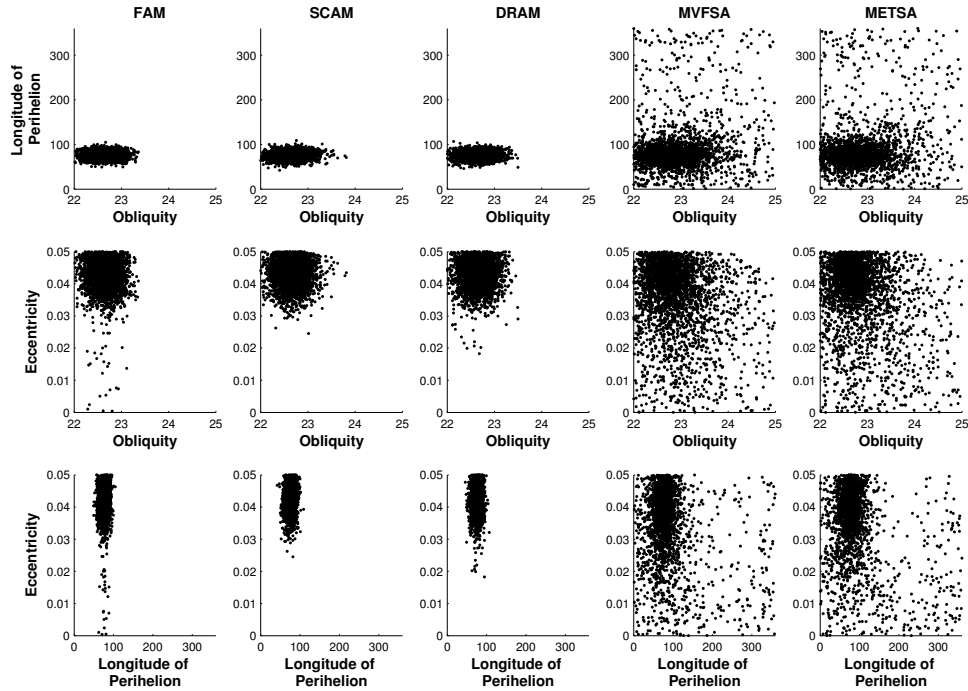 FAM SCAM DRAM MVFSA METSA
Longitude of
Perihelion
300 300 300 300 300
200 200 200 200 200
100 100 100 100 100
0 0 0 0 0
22 23 24 25 22 23 24 25 22 23 24 25 22 23 24 25 22 23 24 25
Obliquity Obliquity Obliquity Obliquity Obliquity
Eccentricity
0.05 0.05 0.05 0.05 0.05
0.04 0.04 0.04 0.04 0.04
0.03 0.03 0.03 0.03 0.03
0.02 0.02 0.02 0.02 0.02
0.01 0.01 0.01 0.01 0.01
0 0 0 0 0
22 23 24 25 22 23 24 25 22 23 24 25 22 23 24 25 22 23 24 25
Obliquity Obliquity Obliquity Obliquity Obliquity
Eccentricity
0.05 0.05 0.05 0.05 0.05
0.04 0.04 0.04 0.04 0.04
0.03 0.03 0.03 0.03 0.03
0.02 0.02 0.02 0.02 0.02
0.01 0.01 0.01 0.01 0.01
0 0 0 0 0
0 100 200 300 0 100 200 300 0 100 200 300 0 100 200 300 0 100 200 300
Longitude of Longitude of Longitude of Longitude of Longitude of
Perihelion Perihelion Perihelion Perihelion Perihelion